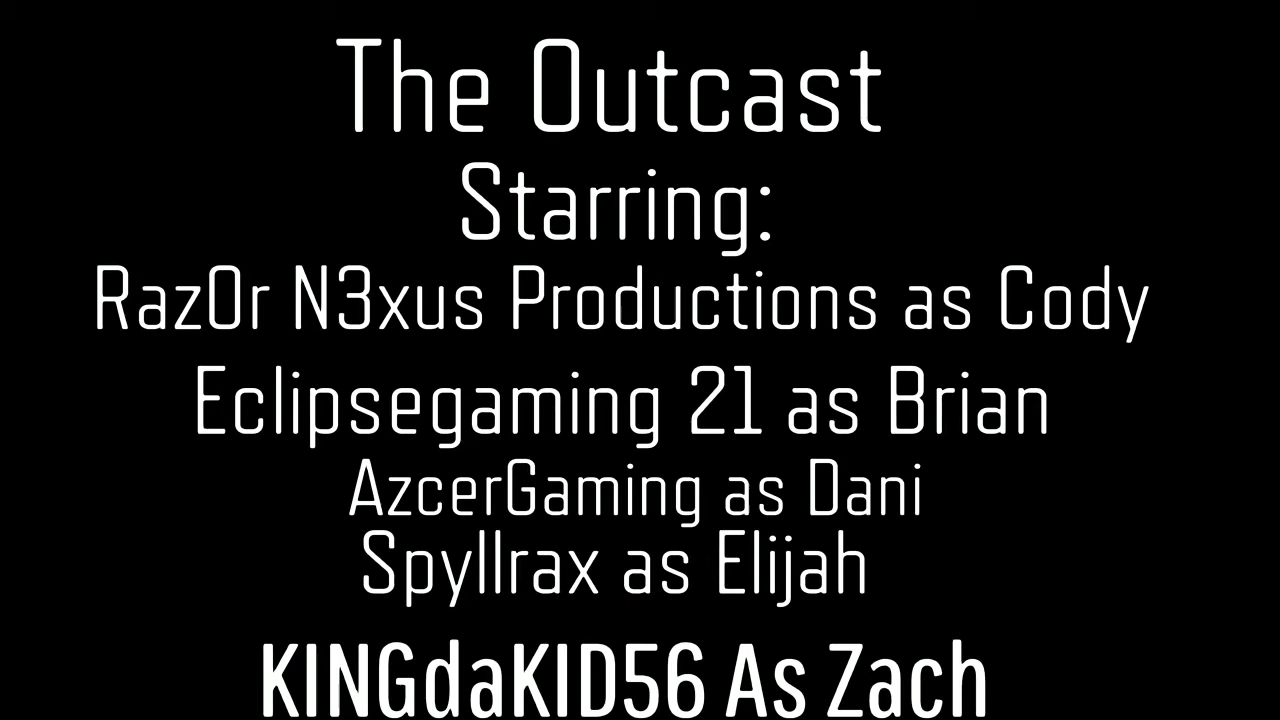 The Outcast
Starring:
Raz0r N3xus Productions as Cody
Eclipsegaming 21 as Brian
AzcerGaming as Dani
Spyllrax as Elijah
KINGdaKID56 As Zach